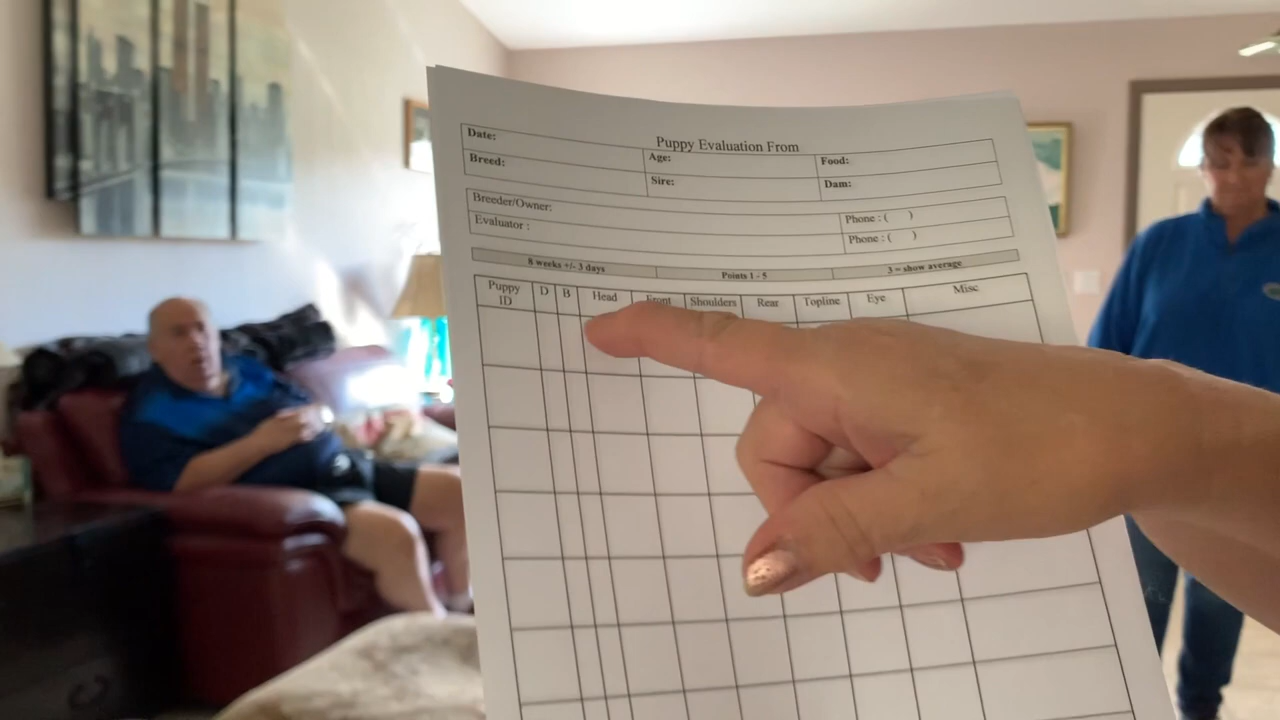 Puppy Evaluation From
Date:
Age:
Food:
Breed:
Sire:
Dam:
Breeder/Owner:
Phone : ( )
Evaluator :
Phone : ( )
8 weeks +/- 3 days Points 1 - 5 3 = show average
Puppy ID D B Head Front Shoulders Rear Topline Eye Misc